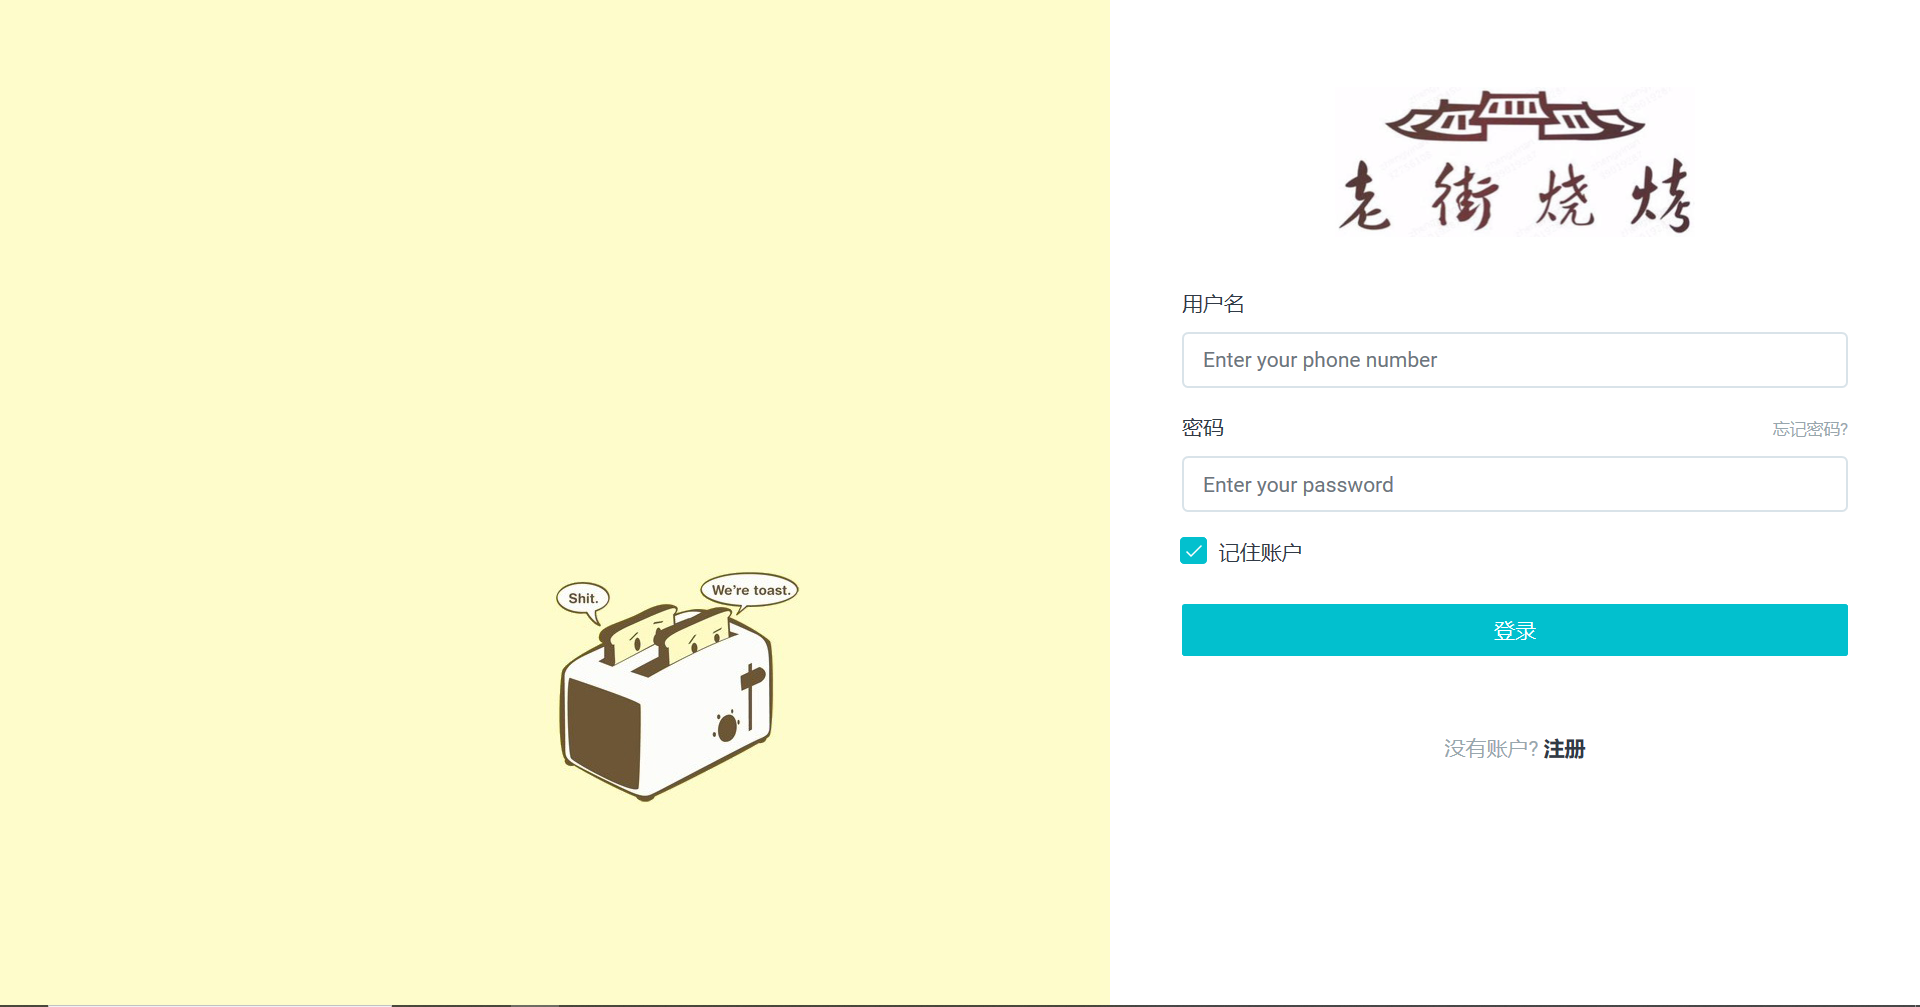 老街烧烤
用户名
Enter your phone number
密码
忘记密码?
Enter your password
记住账户
登录
没有账户? 注册
Shit.
We're toast.